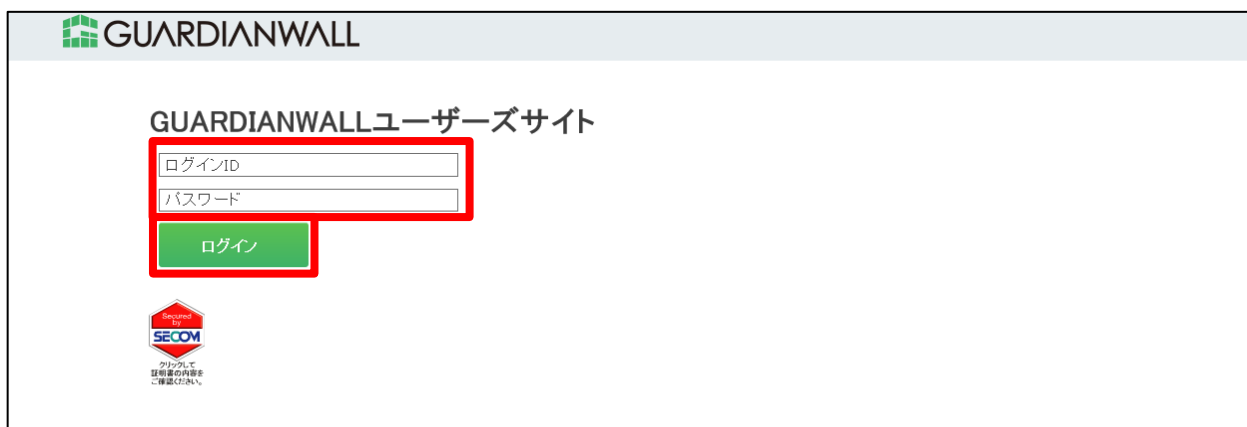 GUARDIANWALL
GUARDIANWALLユーザーズサイト
ログインID
パスワード
ログイン
Secured
by
SECOM
クリックして
証明書の内容を
ご確認ください。